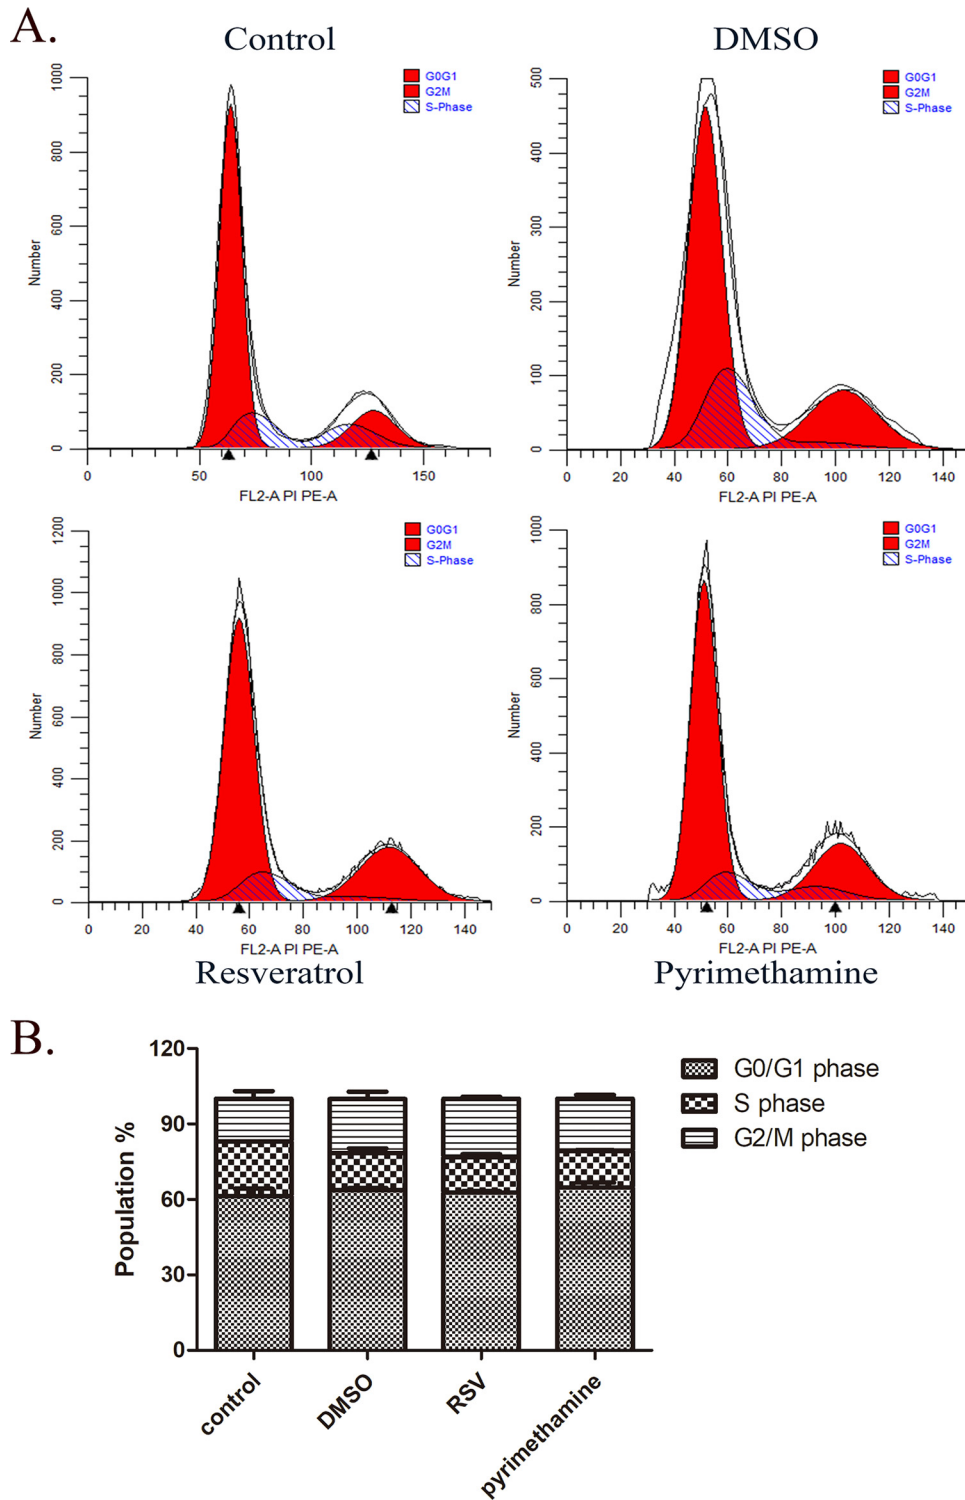 A.
Control
DMSO
1000
800
600
400
200
0
Number
0 50 100 150
FL2-A PI PE-A
G0G1
G2M
S-Phase
500
400
300
200
100
0
Number
0 20 40 60 80 100 120 140
FL2-A PI PE-A
G0G1
G2M
S-Phase
1200
1000
800
600
400
200
0
Number
0 20 40 60 80 100 120 140
FL2-A PI PE-A
G0G1
G2M
S-Phase
1000
800
600
400
200
0
Number
0 20 40 60 80 100 120 140
FL2-A PI PE-A
G0G1
G2M
S-Phase
Resveratrol
Pyrimethamine
B.
120
90
60
30
0
Population %
control
DMSO
RSV
pyrimethamine
G0/G1 phase
S phase
G2/M phase